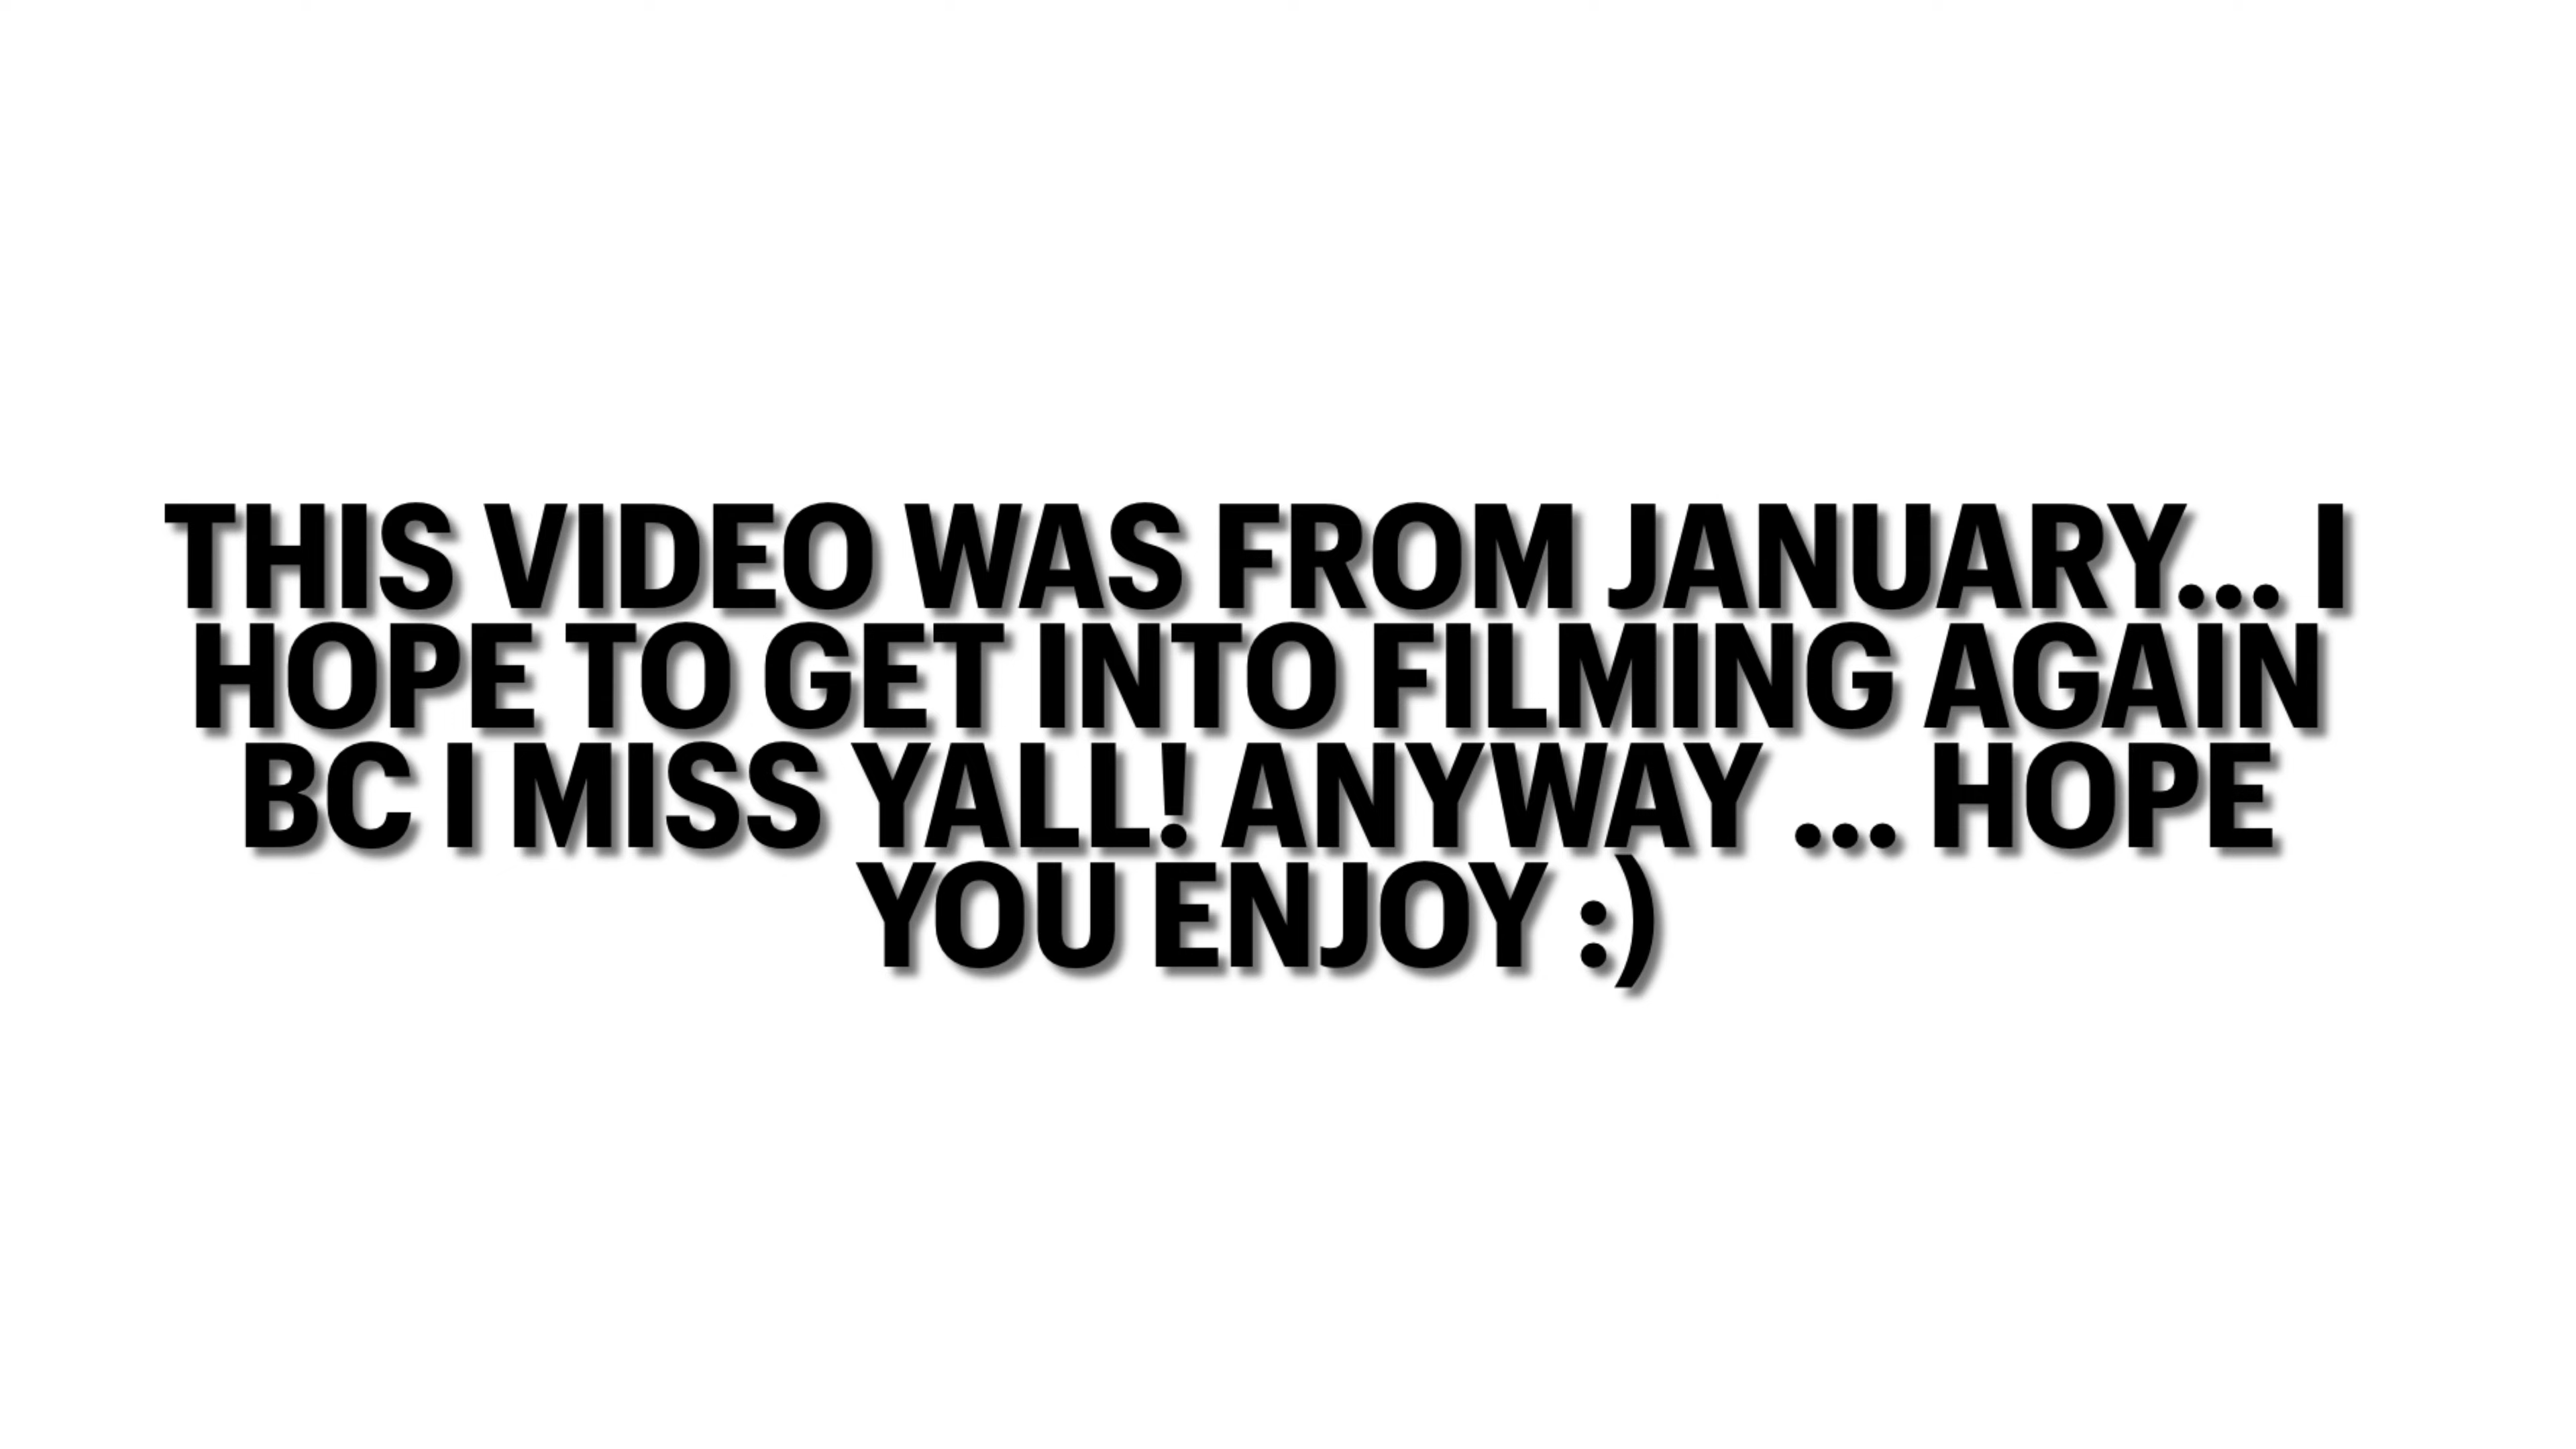 THIS VIDEO WAS FROM JANUARY... I
HOPE TO GET INTO FILMING AGAIN
BC I MISS YALL! ANYWAY ... HOPE
YOU ENJOY :)